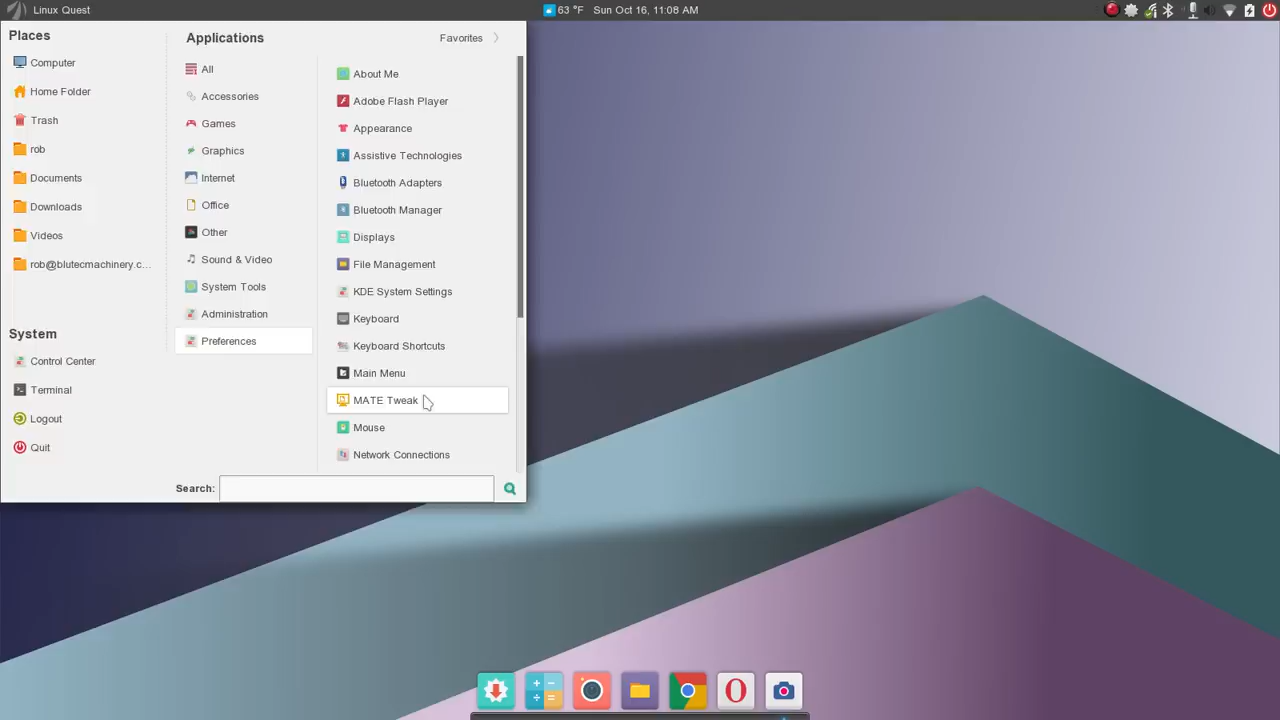 Linux Quest
63 °F Sun Oct 16, 11:08 AM
Places
Computer
Home Folder
Trash
rob
Documents
Downloads
Videos
rob@blutecmachinery.c...
System
Control Center
Terminal
Logout
Quit
Applications
Favorites
All
Accessories
Games
Graphics
Internet
Office
Other
Sound & Video
System Tools
Administration
Preferences
About Me
Adobe Flash Player
Appearance
Assistive Technologies
Bluetooth Adapters
Bluetooth Manager
Displays
File Management
KDE System Settings
Keyboard
Keyboard Shortcuts
Main Menu
MATE Tweak
Mouse
Network Connections
Search: